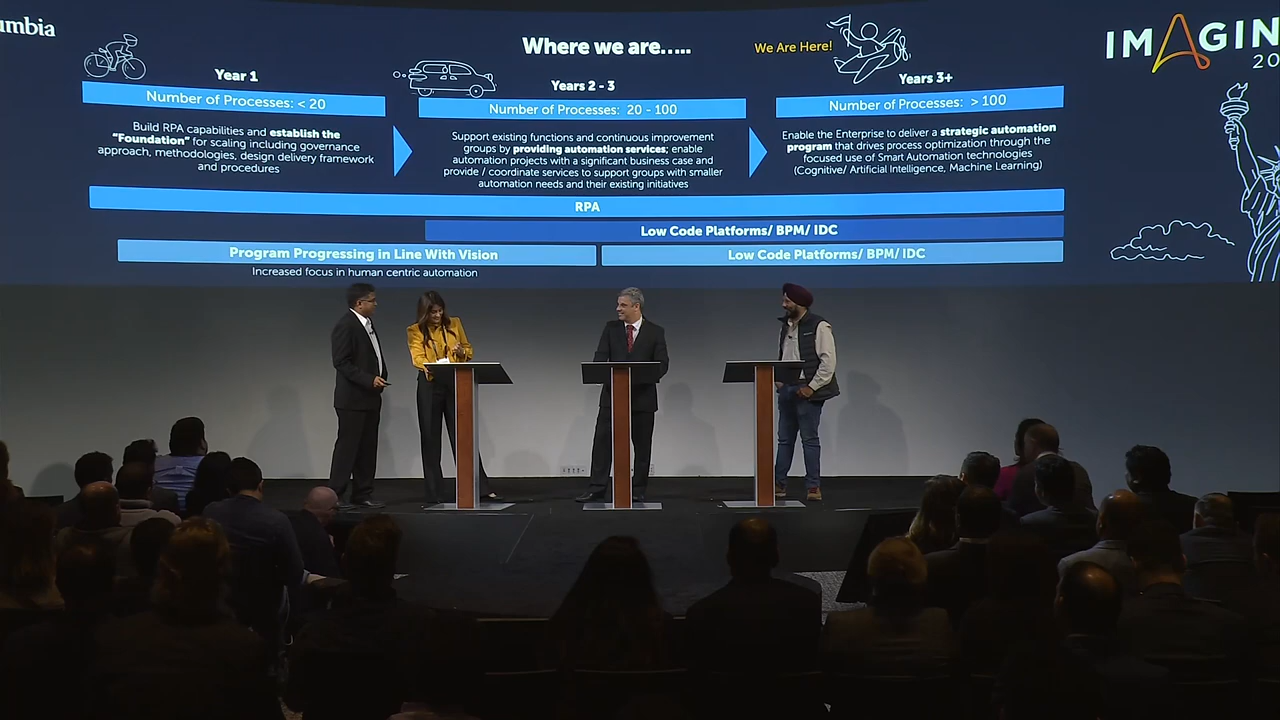 umbia
Where we are.....
We Are Here!
IMAGIN
20
Year 1
Years 2 - 3
Years 3+
Number of Processes: < 20
Number of Processes: 20 - 100
Number of Processes: > 100
Build RPA capabilities and establish the
“Foundation” for scaling including governance
approach, methodologies, design delivery framework
and procedures
Support existing functions and continuous improvement
groups by providing automation services; enable
automation projects with a significant business case and
provide / coordinate services to support groups with smaller
automation needs and their existing initiatives
Enable the Enterprise to deliver a strategic automation
program that drives process optimization through the
focused use of Smart Automation technologies
(Cognitive/ Artificial Intelligence, Machine Learning)
RPA
Low Code Platforms/ BPM/ IDC
Program Progressing in Line With Vision
Low Code Platforms/ BPM/ IDC
Increased focus in human centric automation